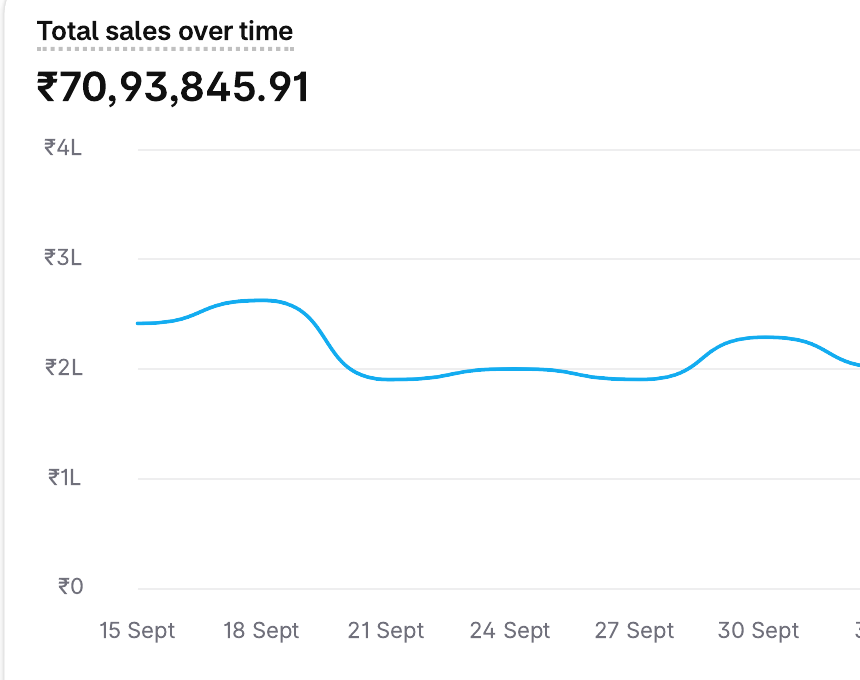 Total sales over time
₹70,93,845.91
₹4L
₹3L
₹2L
₹1L
₹0
15 Sept 18 Sept 21 Sept 24 Sept 27 Sept 30 Sept